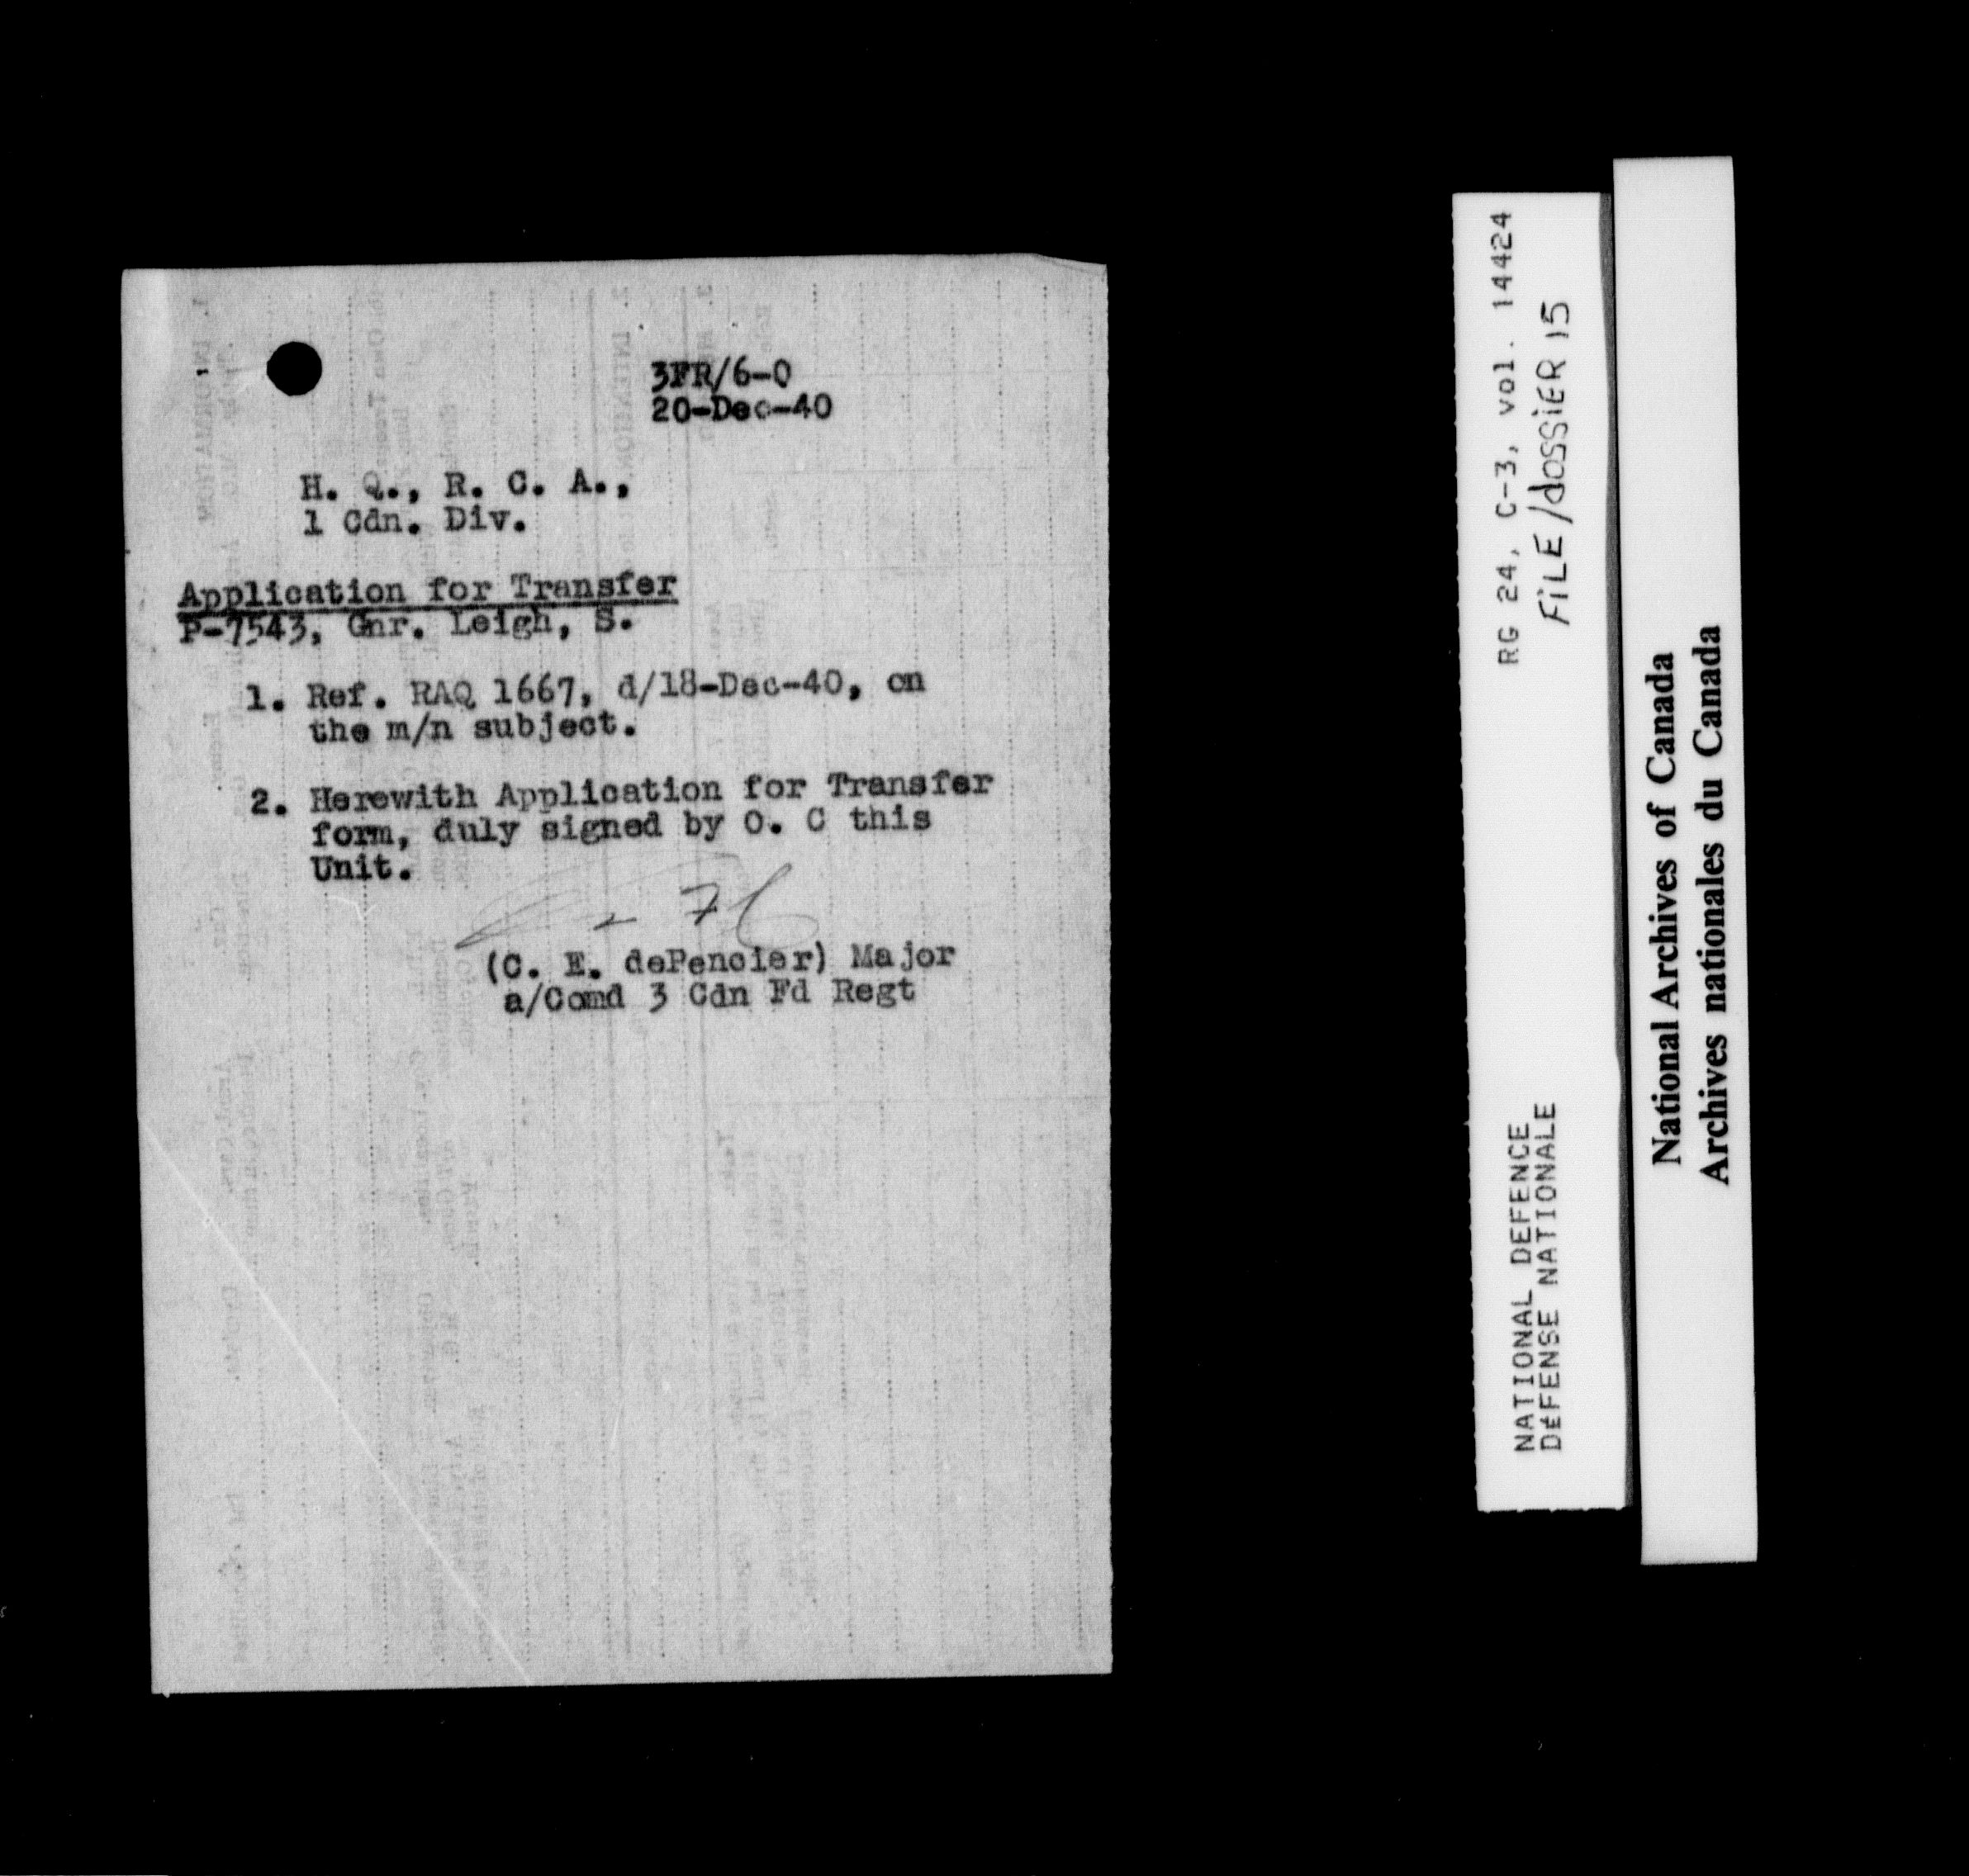 3FR/6-0
20-Dec-40
H. Q., R. C. A.,
1 Cdn. Div.
Application for Transfer
P-7543, Gnr. Leigh, S.
1. Ref. RAQ 1667, d/18-Dec-40, on
the m/n subject.
2. Herewith Application for Transfer
form, duly signed by O. C this
Unit.
(C. E. dePencier) Major
a/Comd 3 Cdn Fd Regt
RG 24, C-3, vol. 14424
FILE/dossier 15
NATIONAL DEFENCE
DÉFENSE NATIONALE
National Archives of Canada
Archives nationales du Canada